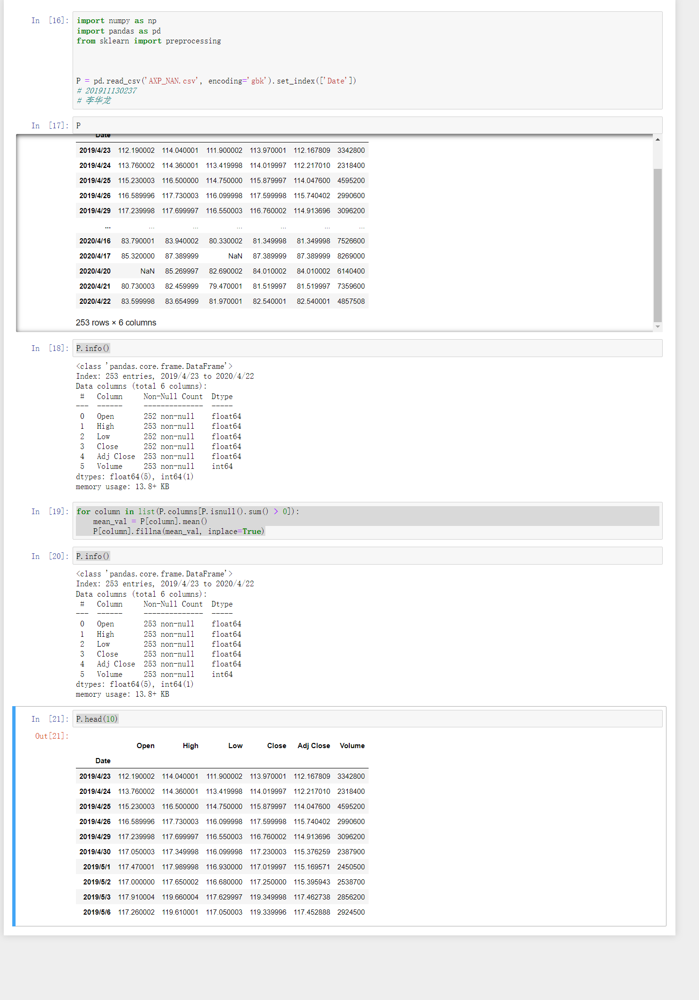 In [16]: import numpy as np
import pandas as pd
from sklearn import preprocessing
P = pd.read_csv('AXP_NAN.csv', encoding='gbk').set_index(['Date'])
# 201911130237
# 李华龙
In [17]: P
Date
2019/4/23 112.190002 114.040001 111.900002 113.970001 112.167809 3342800
2019/4/24 113.760002 114.360001 113.419998 114.019997 112.217010 2318400
2019/4/25 115.230003 116.500000 114.750000 115.879997 114.047600 4595200
2019/4/26 116.589996 117.730003 116.099998 117.599998 115.740402 2990600
2019/4/29 117.239998 117.699997 116.550003 116.760002 114.913696 3096200
... ... ... ... ... ... ...
2020/4/16 83.790001 83.940002 80.330002 81.349998 81.349998 7526600
2020/4/17 85.320000 87.389999 NaN 87.389999 87.389999 8269000
2020/4/20 NaN 85.269997 82.690002 84.010002 84.010002 6140400
2020/4/21 80.730003 82.459999 79.470001 81.519997 81.519997 7359600
2020/4/22 83.599998 83.654999 81.970001 82.540001 82.540001 4857508
253 rows × 6 columns
In [18]: P.info()
<class 'pandas.core.frame.DataFrame'>
Index: 253 entries, 2019/4/23 to 2020/4/22
Data columns (total 6 columns):
# Column Non-Null Count Dtype
--- ------ -------------- -----
0 Open 252 non-null float64
1 High 253 non-null float64
2 Low 252 non-null float64
3 Close 252 non-null float64
4 Adj Close 253 non-null float64
5 Volume 253 non-null int64
dtypes: float64(5), int64(1)
memory usage: 13.8+ KB
In [19]: for column in list(P.columns[P.isnull().sum() > 0]):
mean_val = P[column].mean()
P[column].fillna(mean_val, inplace=True)
In [20]: P.info()
<class 'pandas.core.frame.DataFrame'>
Index: 253 entries, 2019/4/23 to 2020/4/22
Data columns (total 6 columns):
# Column Non-Null Count Dtype
--- ------ -------------- -----
0 Open 253 non-null float64
1 High 253 non-null float64
2 Low 253 non-null float64
3 Close 253 non-null float64
4 Adj Close 253 non-null float64
5 Volume 253 non-null int64
dtypes: float64(5), int64(1)
memory usage: 13.8+ KB
In [21]: P.head(10)
Out[21]:
Open High Low Close Adj Close Volume
Date
2019/4/23 112.190002 114.040001 111.900002 113.970001 112.167809 3342800
2019/4/24 113.760002 114.360001 113.419998 114.019997 112.217010 2318400
2019/4/25 115.230003 116.500000 114.750000 115.879997 114.047600 4595200
2019/4/26 116.589996 117.730003 116.099998 117.599998 115.740402 2990600
2019/4/29 117.239998 117.699997 116.550003 116.760002 114.913696 3096200
2019/4/30 117.050003 117.349998 116.099998 117.230003 115.376259 2387900
2019/5/1 117.470001 117.989998 116.930000 117.019997 115.169571 2450500
2019/5/2 117.000000 117.650002 116.680000 117.250000 115.395943 2538700
2019/5/3 117.910004 119.660004 117.629997 119.349998 117.462738 2856200
2019/5/6 117.260002 119.610001 117.050003 119.339996 117.452888 2924500